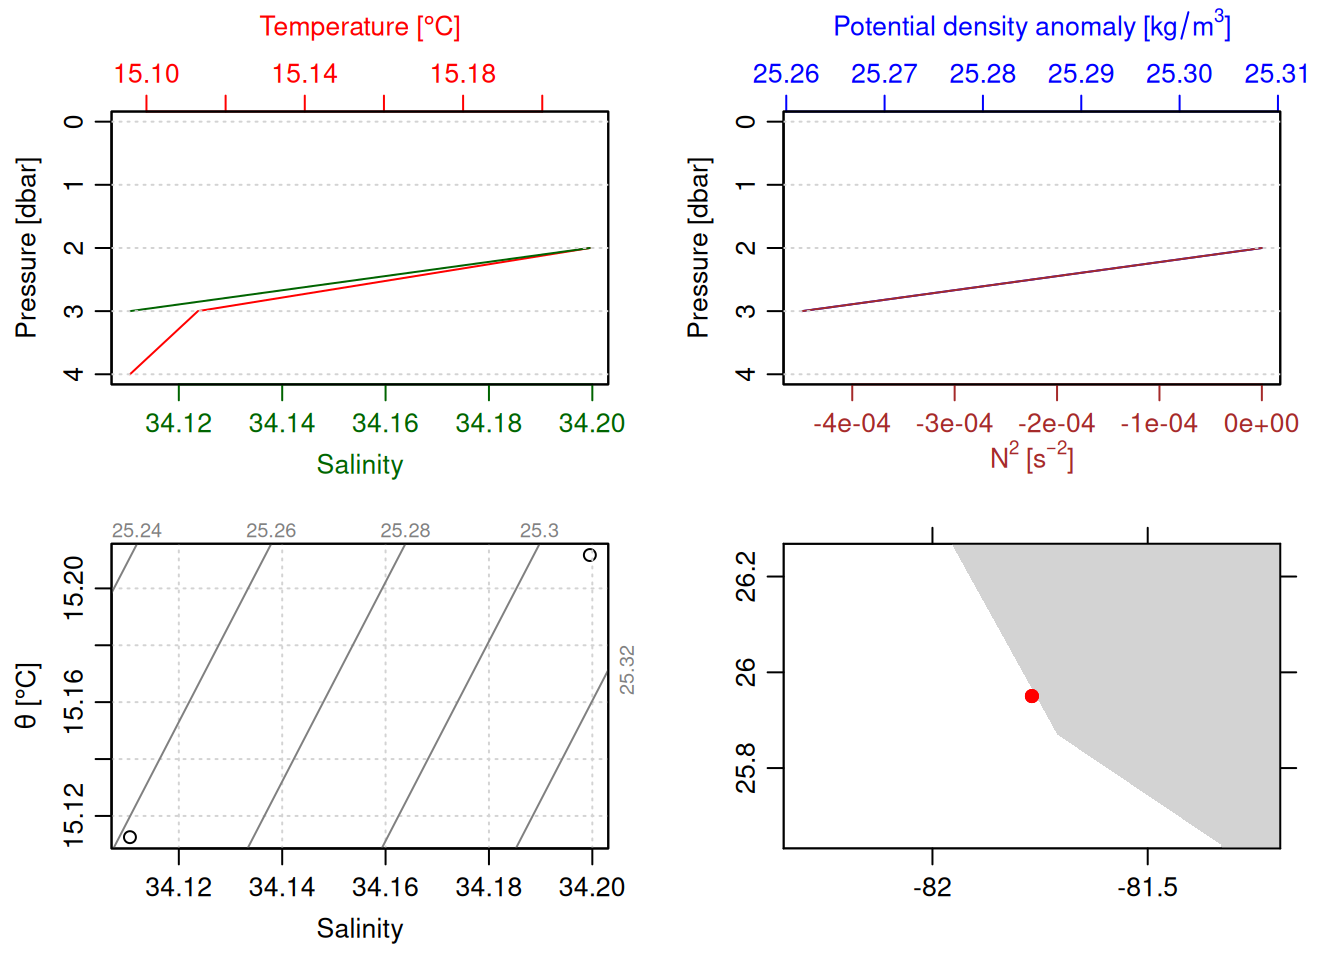 Temperature [°C]
15.10 15.14 15.18
0
1
2
3
4
Pressure [dbar]
34.12 34.14 34.16 34.18 34.20
Salinity
Potential density anomaly [kg/m³]
25.26 25.27 25.28 25.29 25.30 25.31
0
1
2
3
4
Pressure [dbar]
-4e-04 -3e-04 -2e-04 -1e-04 0e+00
N² [s⁻²]
25.24 25.26 25.28 25.3
25.32
15.20
15.16
15.12
θ [°C]
34.12 34.14 34.16 34.18 34.20
Salinity
26.2
26
25.8
-82 -81.5